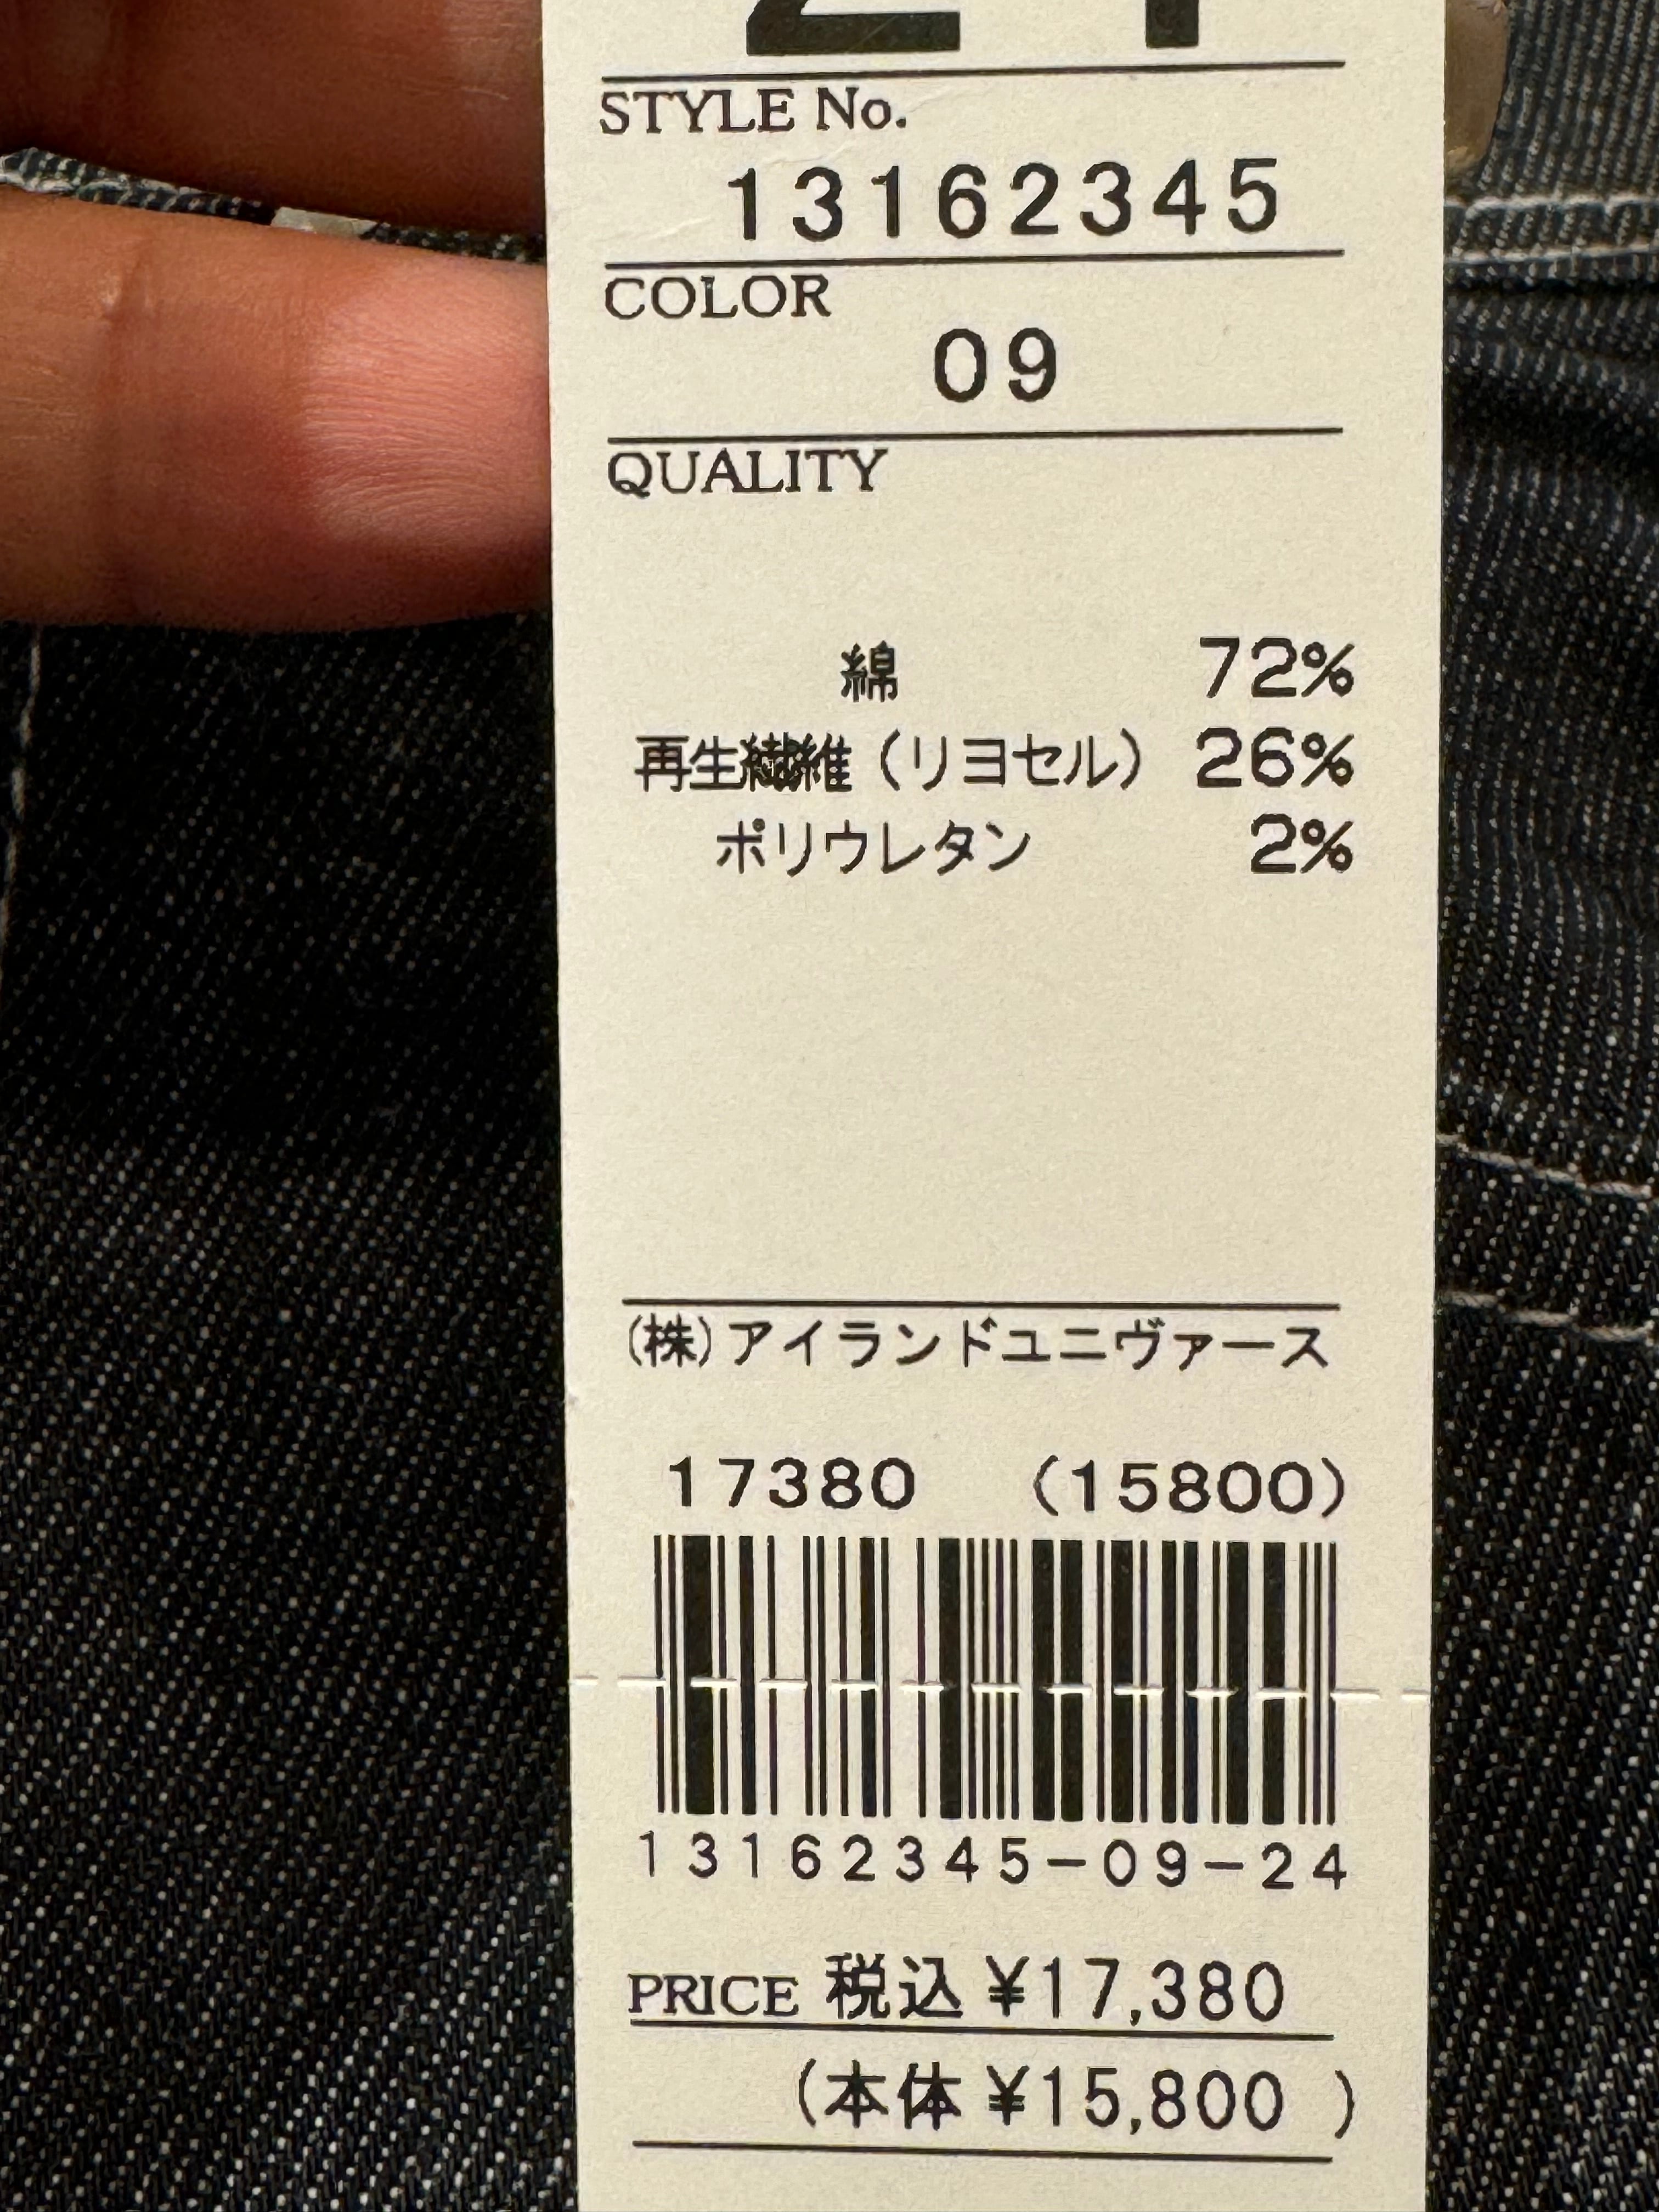 24
STYLE No.
13162345
COLOR
09
QUALITY
綿 72%
再生繊維（リヨセル） 26%
ポリウレタン 2%
(株)アイランドユニヴァース
17380 (15800)
13162345-09-24
PRICE 税込 ¥17,380
(本体 ¥15,800 )